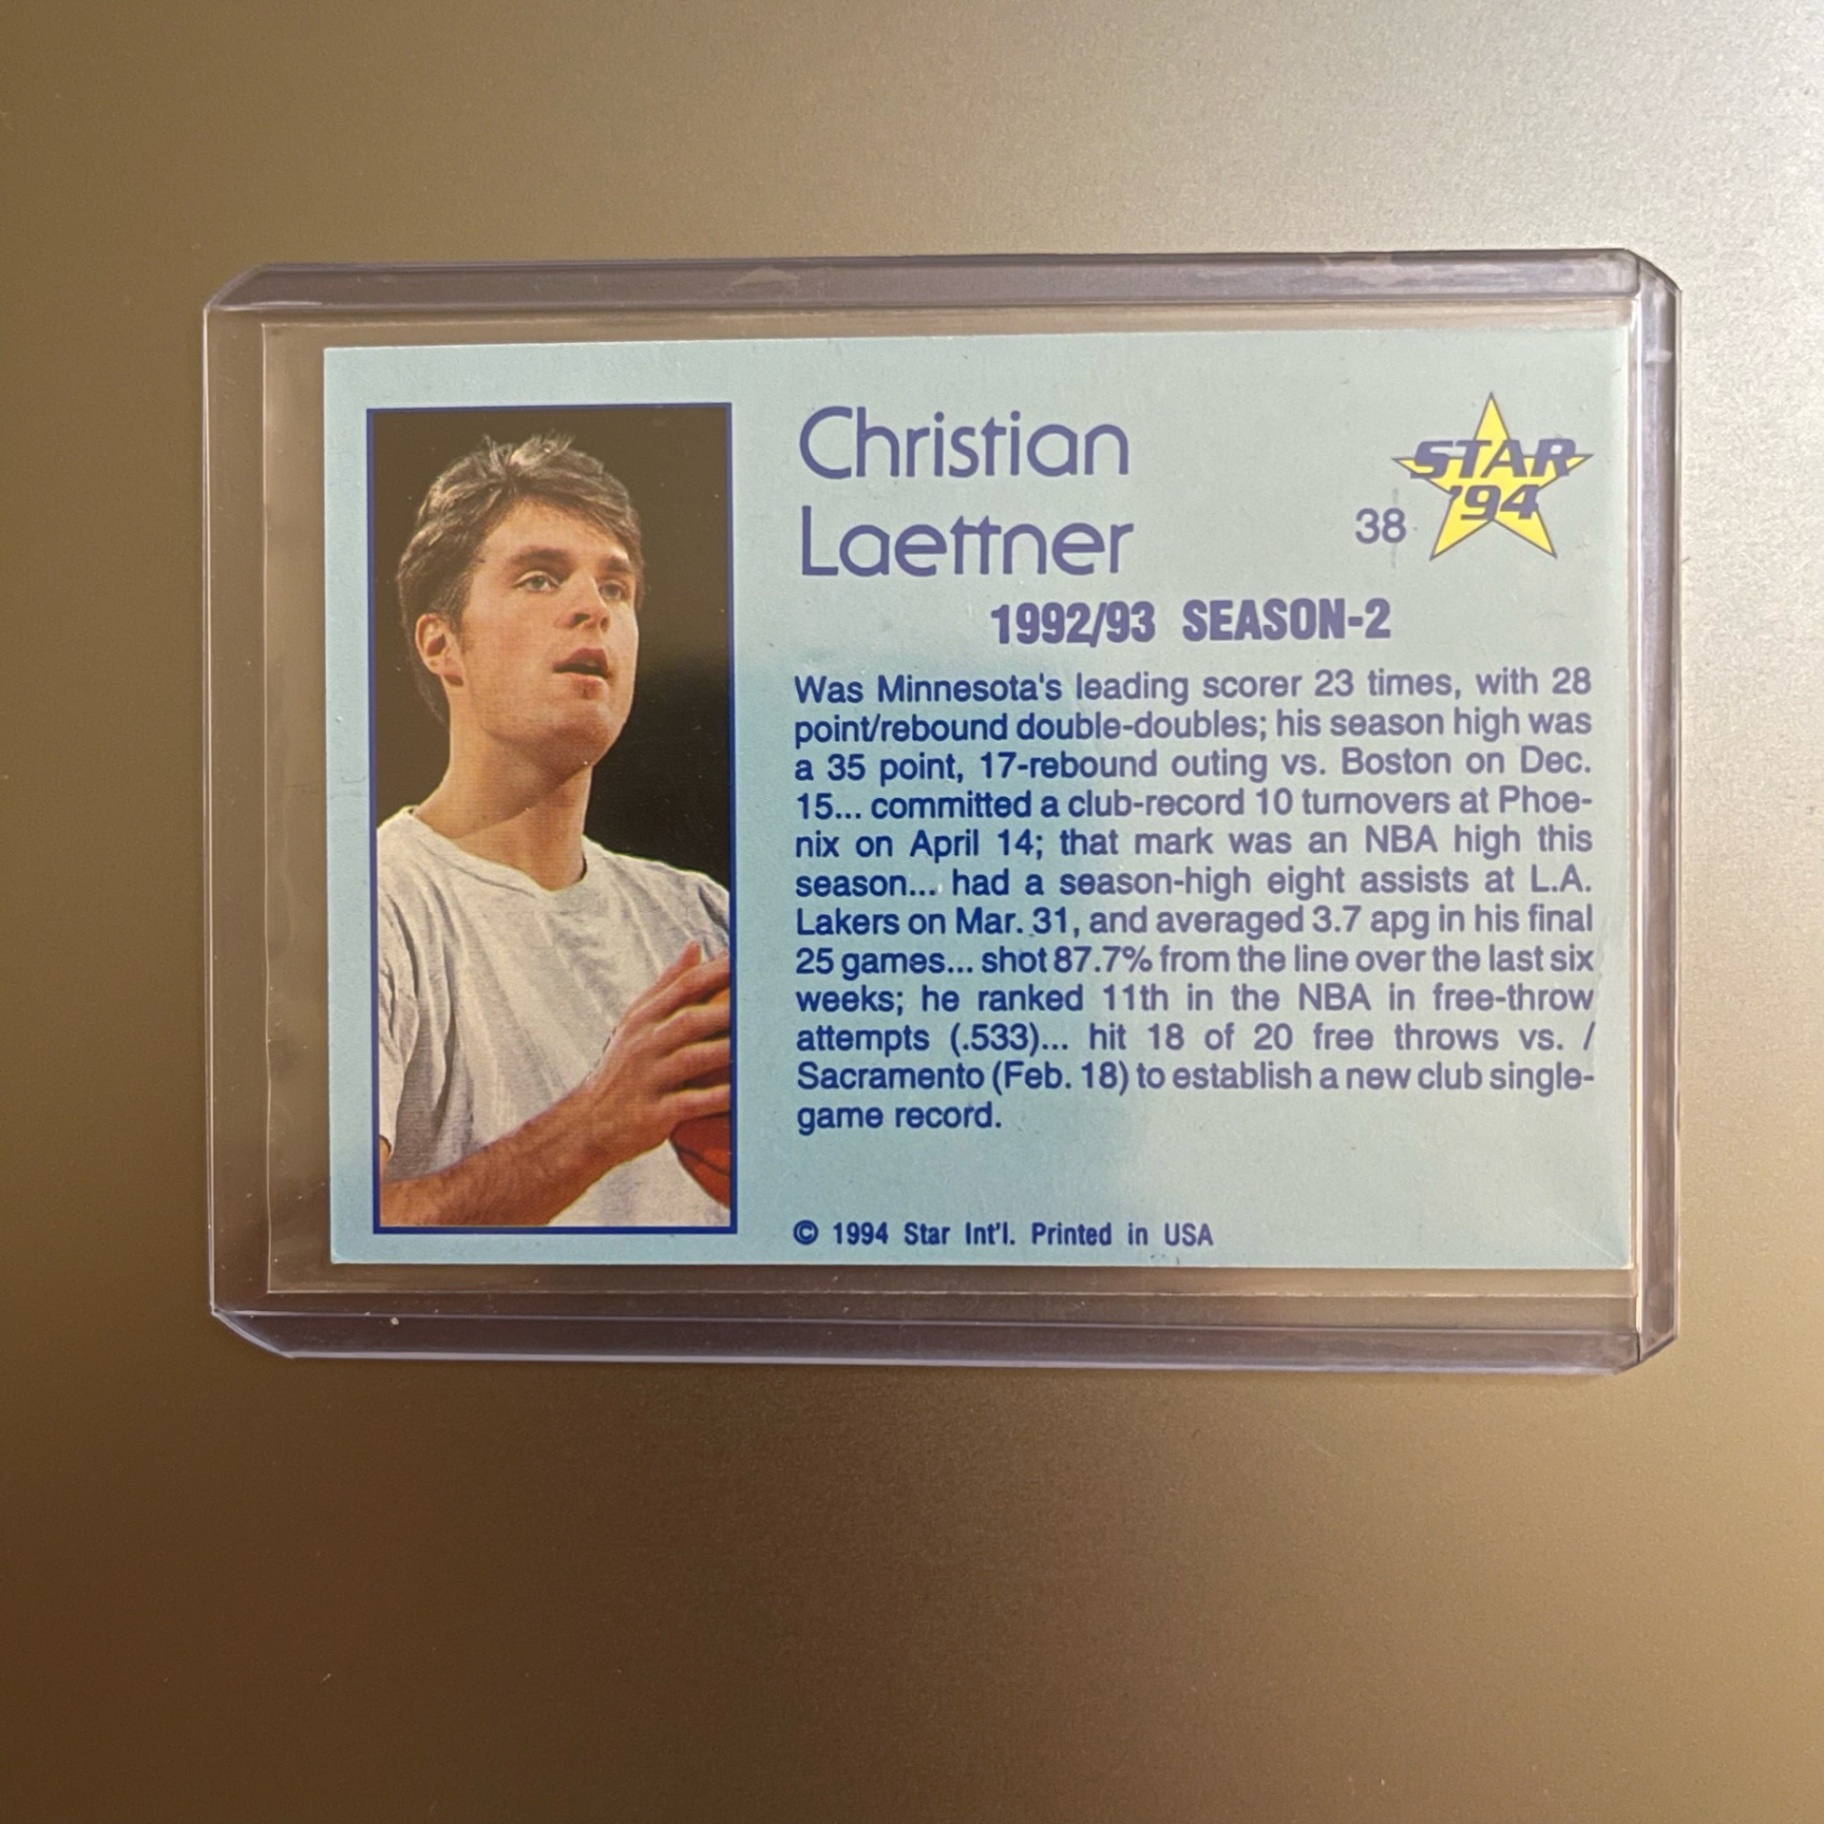 Christian
Laettner
STAR
'94
38
1992/93 SEASON-2
Was Minnesota's leading scorer 23 times, with 28
point/rebound double-doubles; his season high was
a 35 point, 17-rebound outing vs. Boston on Dec.
15... committed a club-record 10 turnovers at Phoe-
nix on April 14; that mark was an NBA high this
season... had a season-high eight assists at L.A.
Lakers on Mar. 31, and averaged 3.7 apg in his final
25 games... shot 87.7% from the line over the last six
weeks; he ranked 11th in the NBA in free-throw
attempts (.533)... hit 18 of 20 free throws vs. /
Sacramento (Feb. 18) to establish a new club single-
game record.
© 1994 Star Int'l. Printed in USA